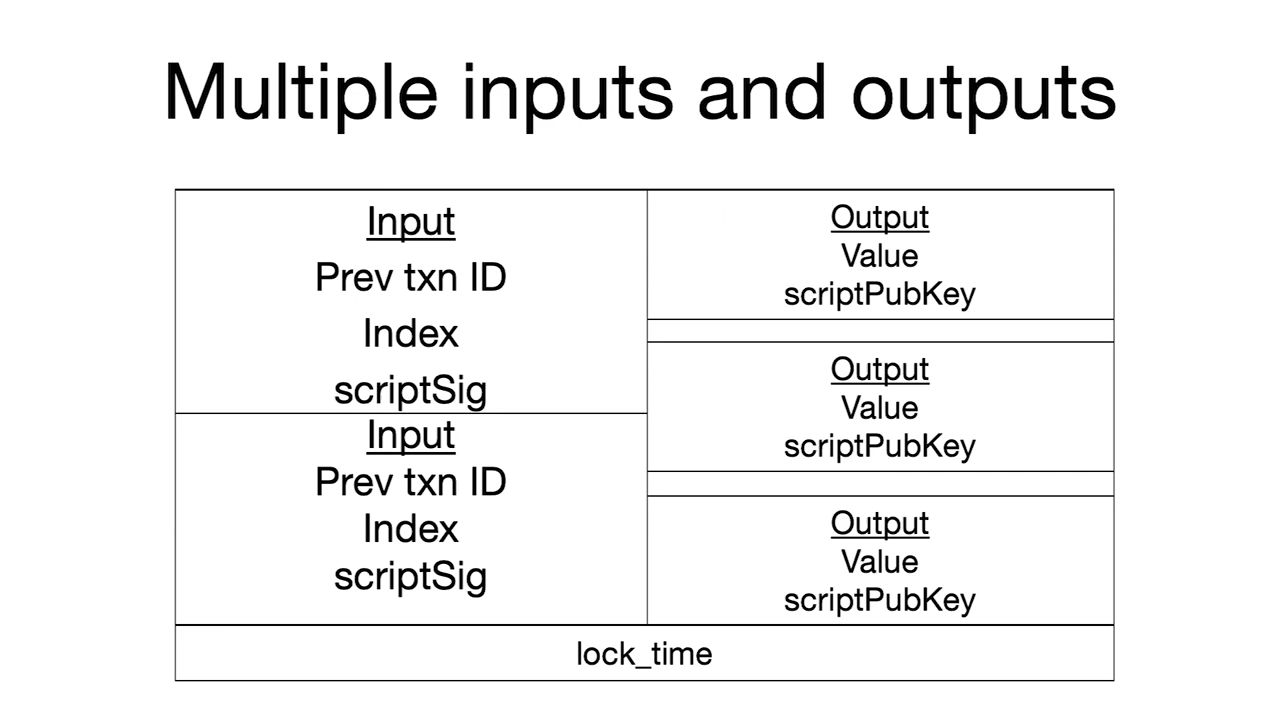 Multiple inputs and outputs
Input
Prev txn ID
Index
scriptSig
Input
Prev txn ID
Index
scriptSig
Output
Value
scriptPubKey
Output
Value
scriptPubKey
Output
Value
scriptPubKey
lock_time